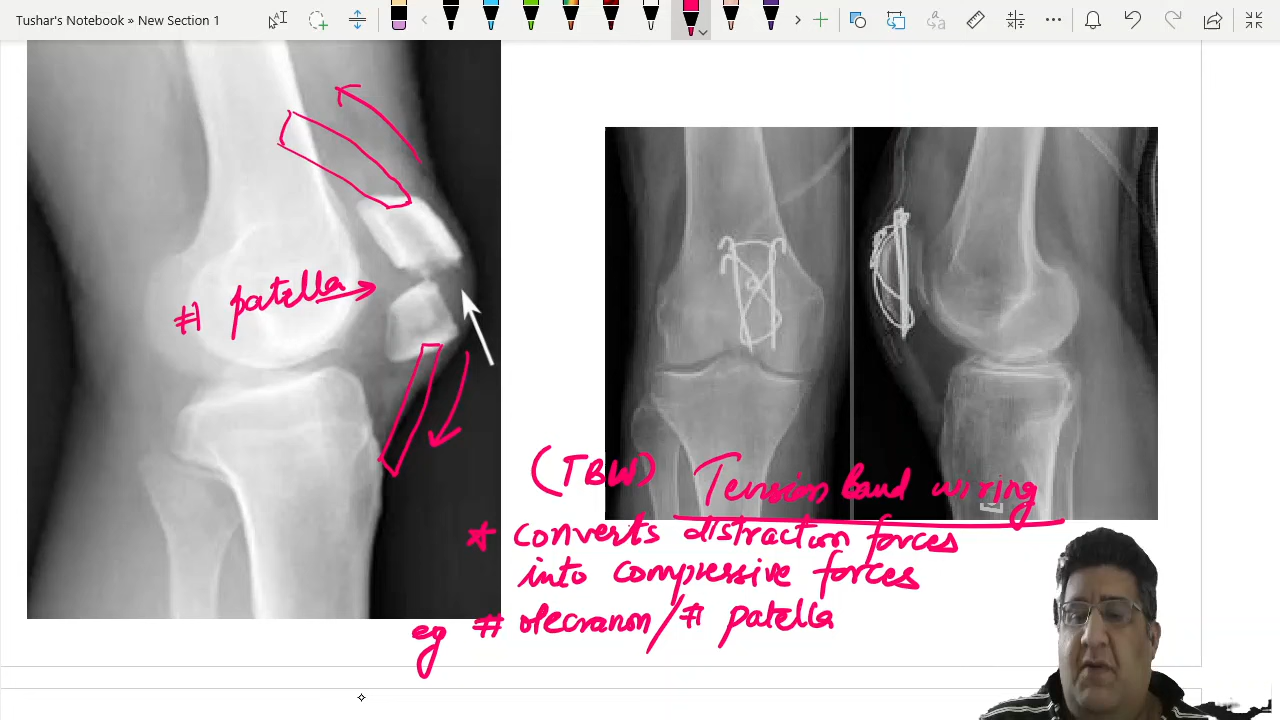 Tushar's Notebook » New Section 1
# patella
(TBW) Tension band wiring
* converts distraction forces
into compressive forces
eg # olecranon/# patella